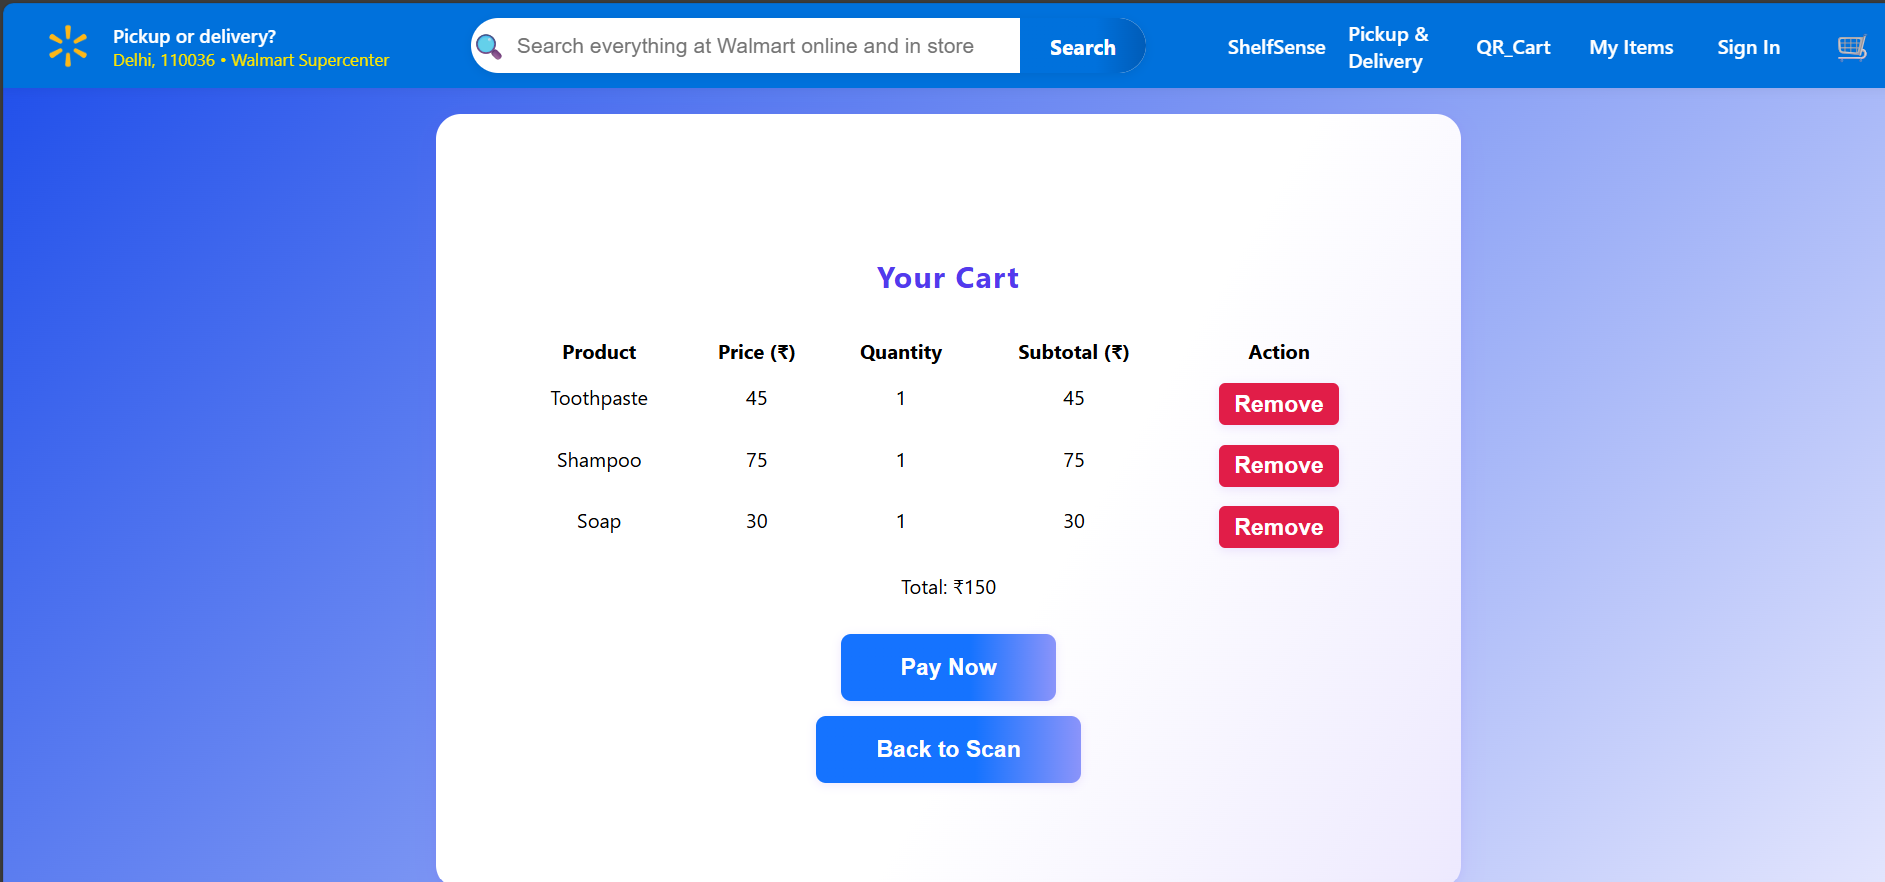 Pickup or delivery?
Delhi, 110036 • Walmart Supercenter
Search everything at Walmart online and in store
Search
ShelfSense
Pickup &
Delivery
QR_Cart
My Items
Sign In
Your Cart
Product Price (₹) Quantity Subtotal (₹) Action
Toothpaste 45 1 45 Remove
Shampoo 75 1 75 Remove
Soap 30 1 30 Remove
Total: ₹150
Pay Now
Back to Scan